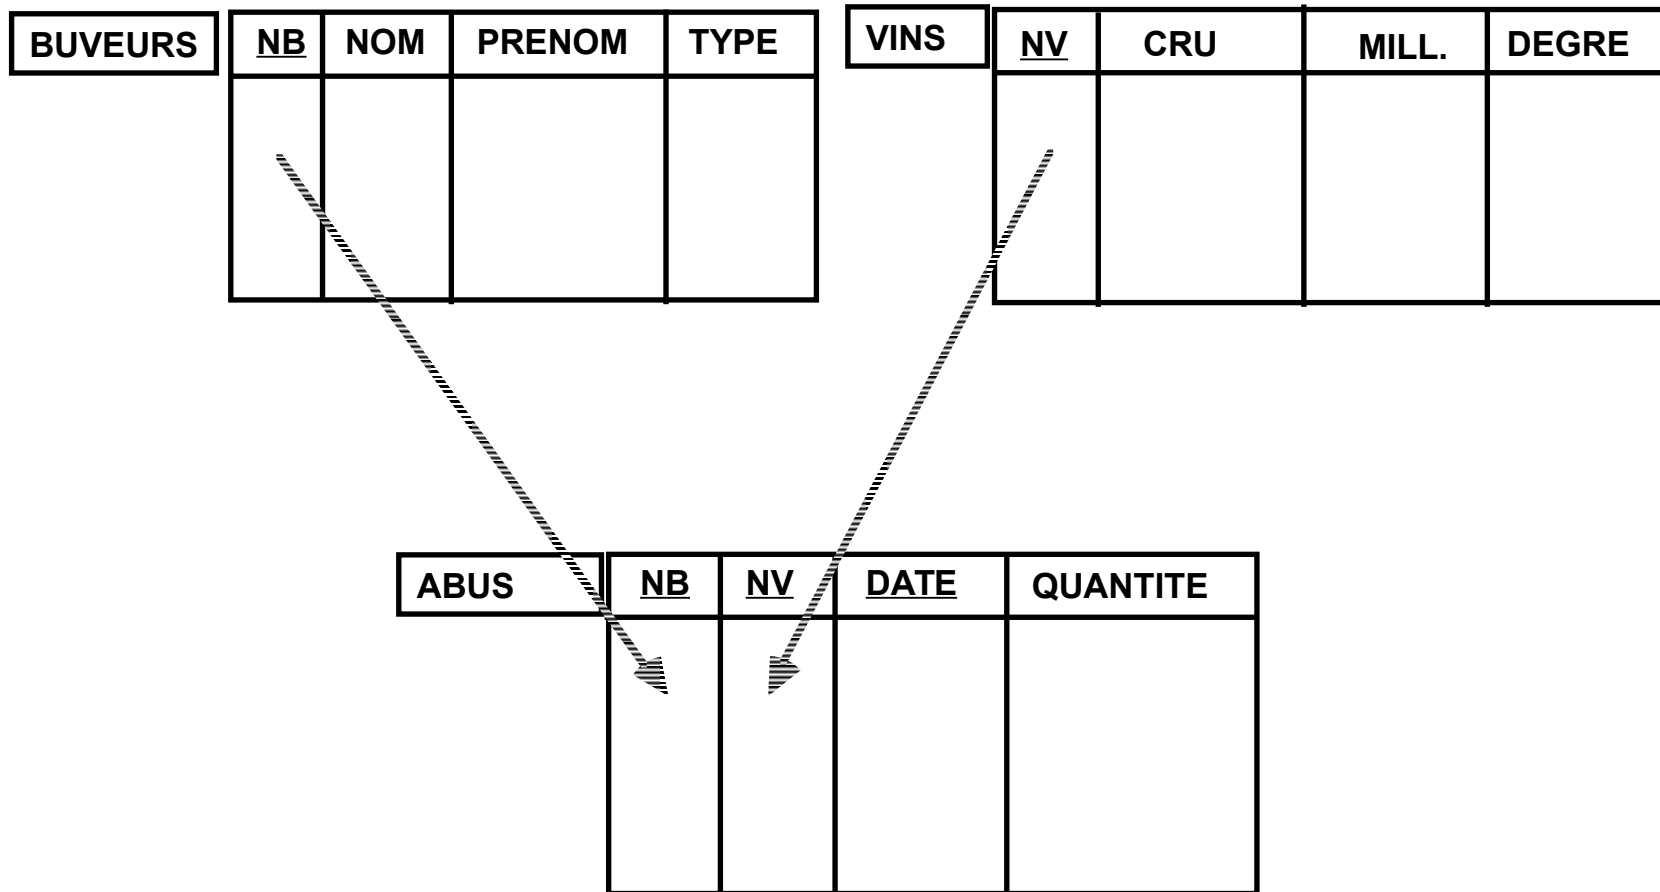 BUVEURS NB NOM PRENOM TYPE
VINS NV CRU MILL. DEGRE
ABUS NB NV DATE QUANTITE